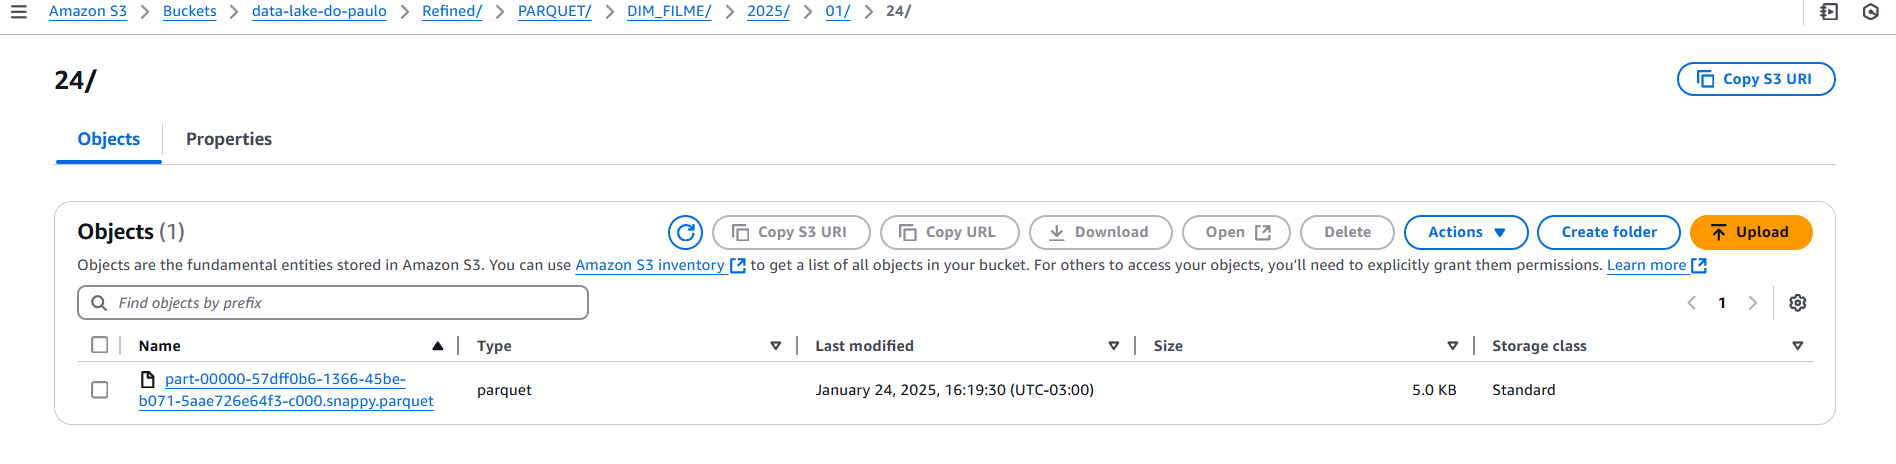 Amazon S3 Buckets data-lake-do-paulo Refined/ PARQUET/ DIM_FILME/ 2025/ 01/ 24/
24/
Copy S3 URI
Objects Properties
Objects (1)
Copy S3 URI Copy URL Download Open Delete Actions Create folder Upload
Objects are the fundamental entities stored in Amazon S3. You can use Amazon S3 inventory to get a list of all objects in your bucket. For others to access your objects, you'll need to explicitly grant them permissions. Learn more
Find objects by prefix
1
Name Type Last modified Size Storage class
part-00000-57dff0b6-1366-45be-
b071-5aae726e64f3-c000.snappy.parquet
parquet January 24, 2025, 16:19:30 (UTC-03:00) 5.0 KB Standard